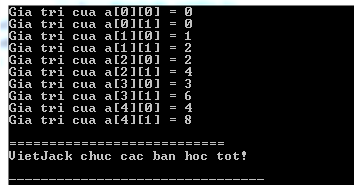 Gia tri cua a[0][0] = 0
Gia tri cua a[0][1] = 0
Gia tri cua a[1][0] = 1
Gia tri cua a[1][1] = 2
Gia tri cua a[2][0] = 2
Gia tri cua a[2][1] = 4
Gia tri cua a[3][0] = 3
Gia tri cua a[3][1] = 6
Gia tri cua a[4][0] = 4
Gia tri cua a[4][1] = 8
===========================
VietJack chuc cac ban hoc tot!
--------------------------------